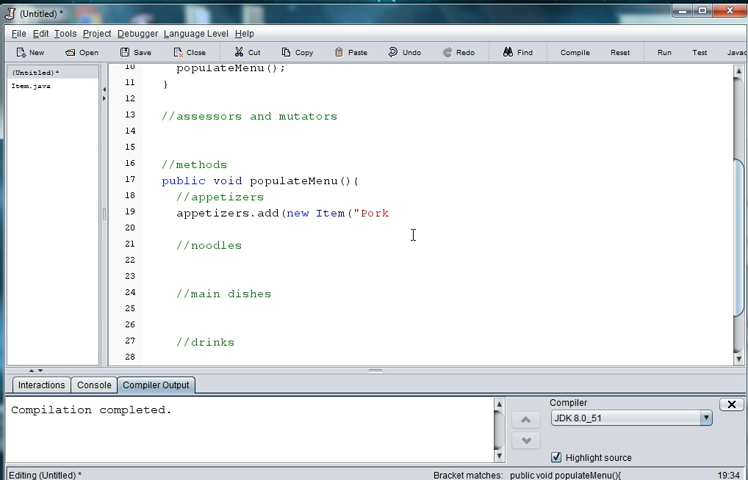 (Untitled) *
File Edit Tools Project Debugger Language Level Help
New Open Save Close Cut Copy Paste Undo Redo Find Compile Reset Run Test Javac
(Untitled) *
Item.java
10 populateMenu();
11 }
12
13 //assessors and mutators
14
15
16 //methods
17 public void populateMenu(){
18 //appetizers
19 appetizers.add(new Item("Pork
20
21 //noodles
22
23
24 //main dishes
25
26
27 //drinks
28
Interactions Console Compiler Output
Compilation completed.
Compiler
JDK 8.0_51
Highlight source
Editing (Untitled) * Bracket matches: public void populateMenu(){ 19:34